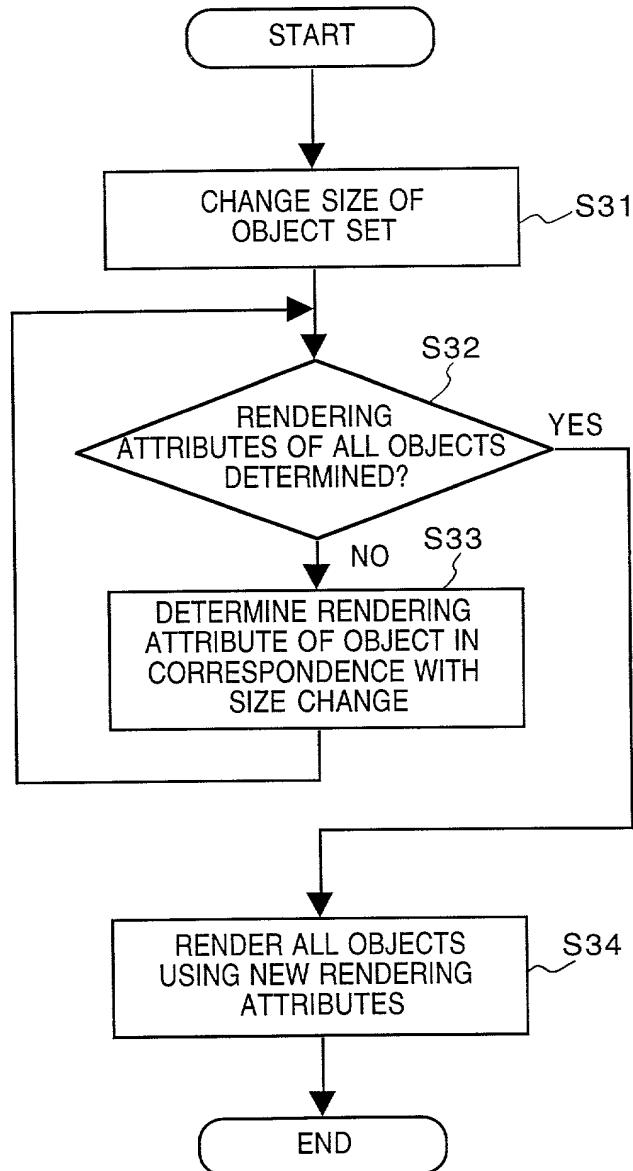 START
CHANGE SIZE OF
OBJECT SET
S31
S32
RENDERING
ATTRIBUTES OF ALL OBJECTS
DETERMINED?
YES
NO
S33
DETERMINE RENDERING
ATTRIBUTE OF OBJECT IN
CORRESPONDENCE WITH
SIZE CHANGE
RENDER ALL OBJECTS
USING NEW RENDERING
ATTRIBUTES
S34
END